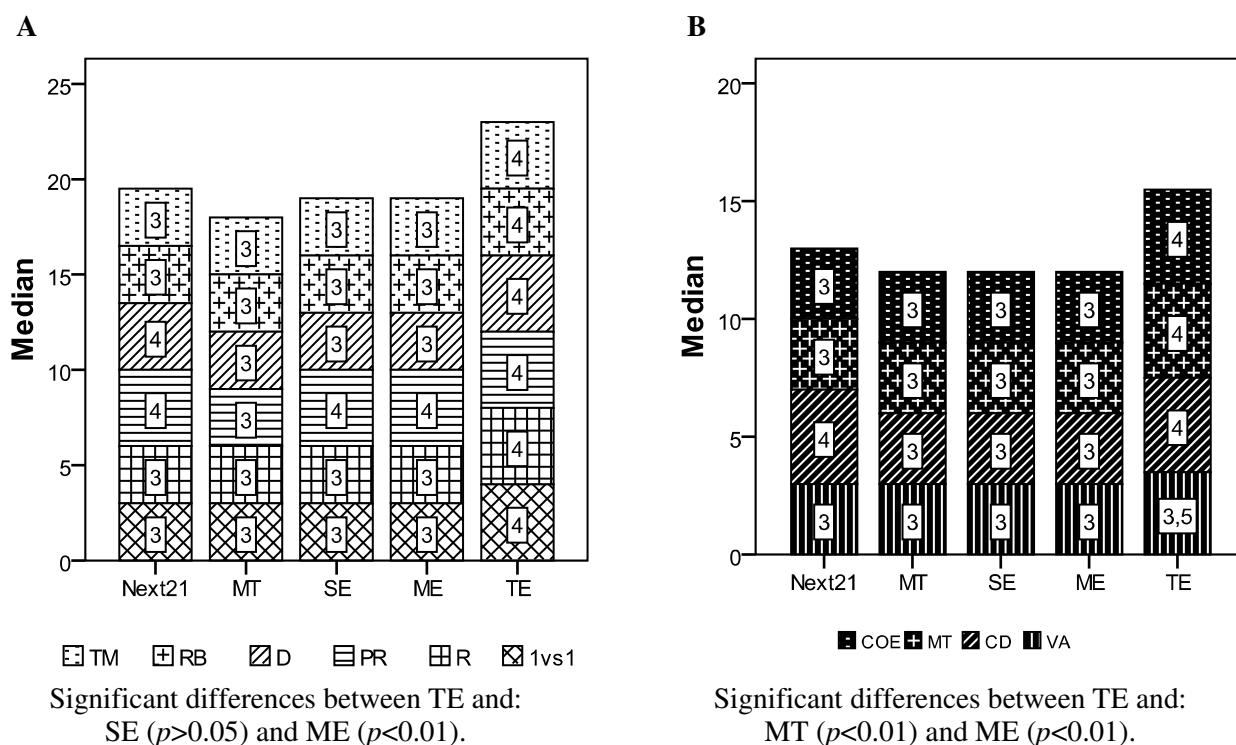 A
25
20
15
10
5
0
Median
3 3 4 4 3 3
3 3 3 3 3 3
3 3 3 4 3 3
3 3 3 4 3 3
4 4 4 4 4 4
Next21 MT SE ME TE
TM RB D PR R 1vs1
Significant differences between TE and:
SE (p>0.05) and ME (p<0.01).
B
20
15
10
5
0
Median
3 3 4 3
3 3 3 3
3 3 3 3
3 3 3 3
4 4 4 3,5
Next21 MT SE ME TE
COE MT CD VA
Significant differences between TE and:
MT (p<0.01) and ME (p<0.01).